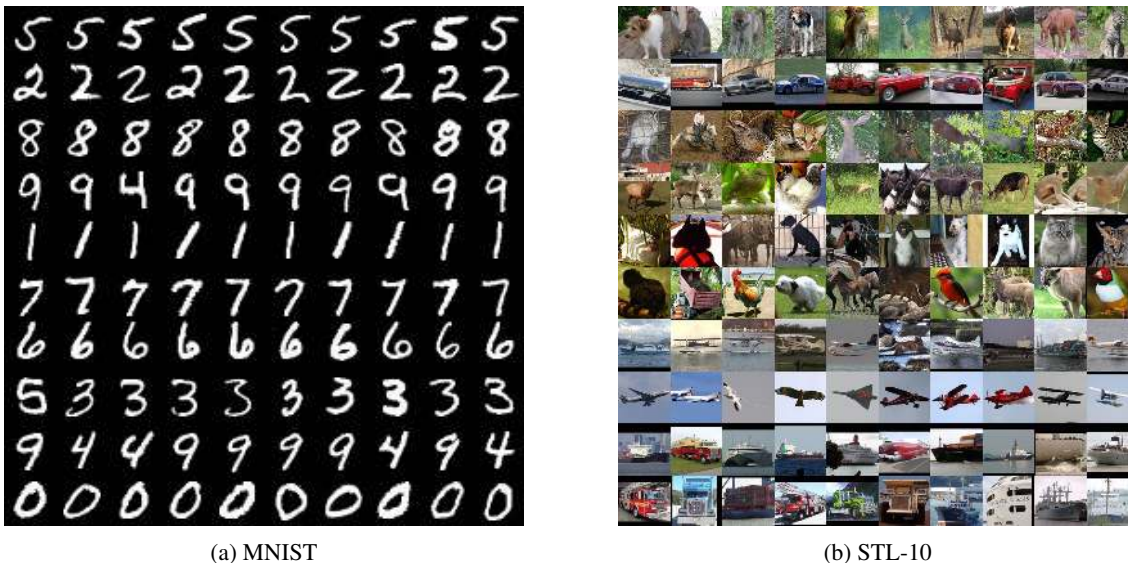 5 5 5 5 5 5 5 5 5 5
2 2 2 2 2 2 2 2 2 2
8 8 8 8 8 8 8 8 8 8
9 9 4 9 9 9 9 9 9 9
1 1 1 1 1 1 1 1 1 1
7 7 7 7 7 7 7 7 7 7
6 6 6 6 6 6 6 6 6 6
5 3 3 3 3 3 3 3 3 3
9 4 4 9 9 9 9 4 9 4
0 0 0 0 0 0 0 0 0 0
(a) MNIST
(b) STL-10